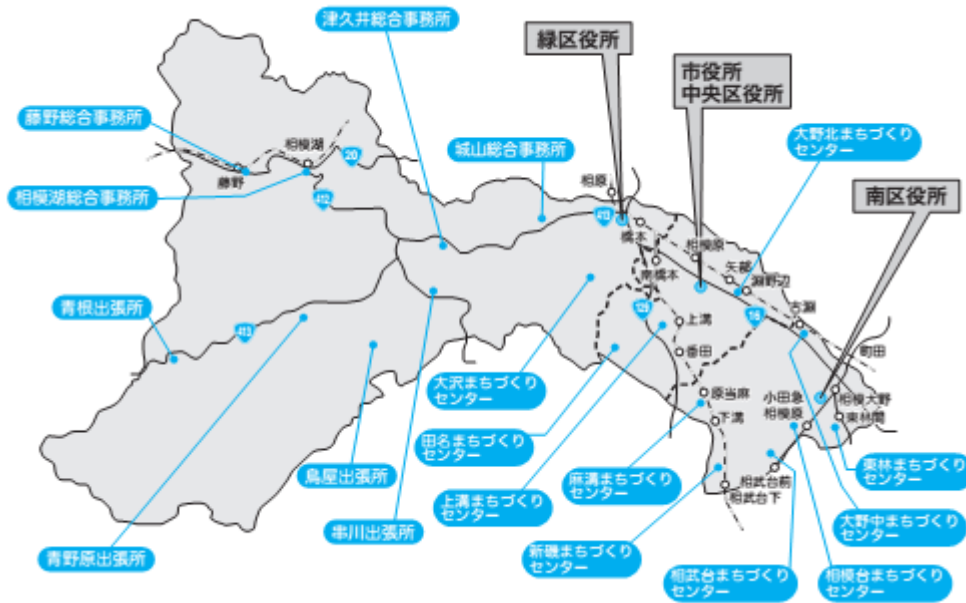 津久井総合事務所
緑区役所
市役所
中央区役所
藤野総合事務所
相模湖
20
城山総合事務所
大野北まちづくり
センター
藤野
相原
南区役所
相模湖総合事務所
412
413
橋本
相模原
南橋本
矢部
淵野辺
青根出張所
413
129
16
古淵
上溝
番田
町田
大沢まちづくり
センター
原当麻
小田急
相模原
相模大野
東林間
下溝
田名まちづくり
センター
鳥屋出張所
麻溝まちづくり
センター
相武台前
相武台下
東林まちづくり
センター
上溝まちづくり
センター
串川出張所
大野中まちづくり
センター
青野原出張所
新磯まちづくり
センター
相武台まちづくり
センター
相模台まちづくり
センター